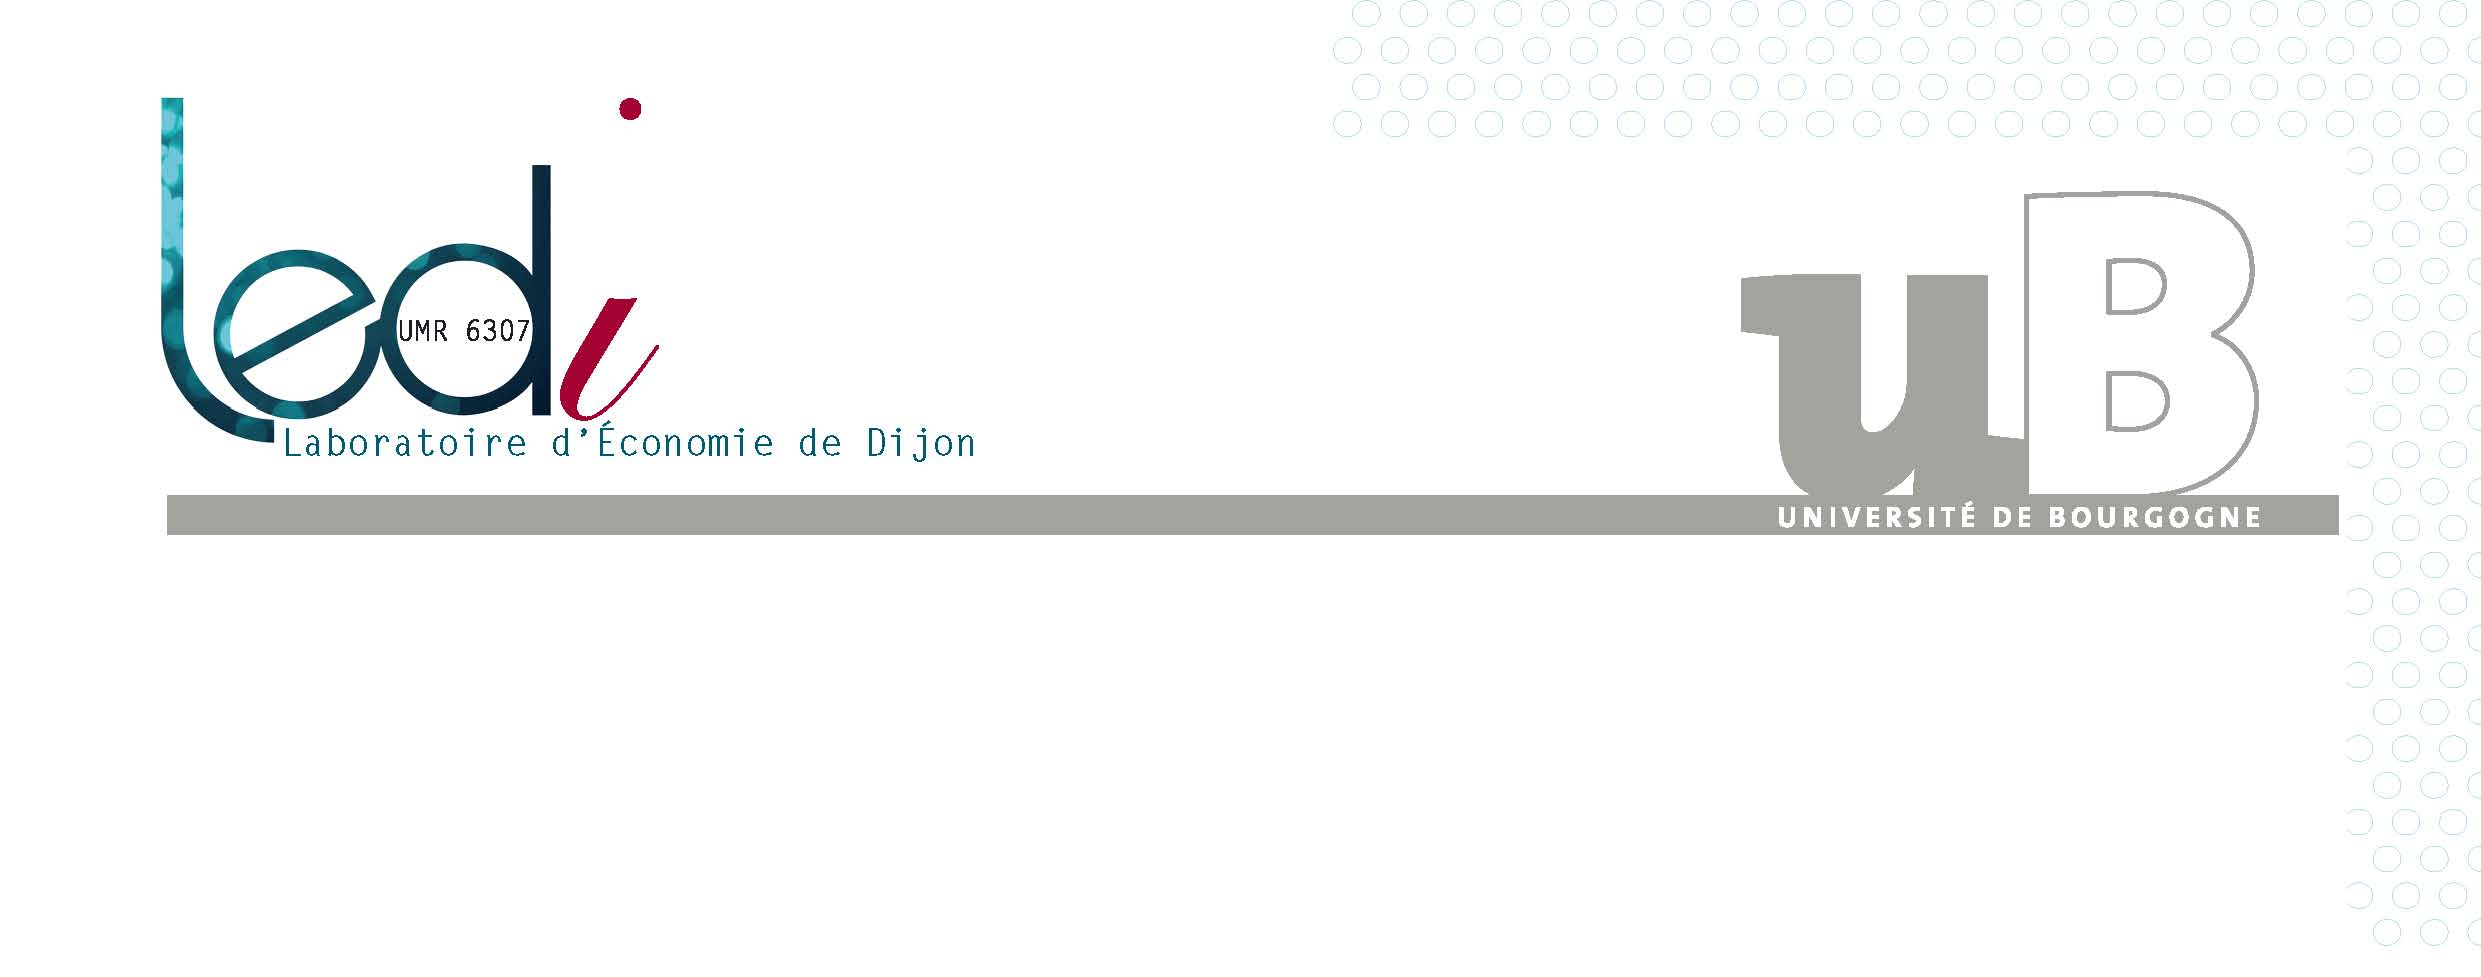 Ledi
UMR 6307
Laboratoire d'Économie de Dijon
uB
UNIVERSITÉ DE BOURGOGNE